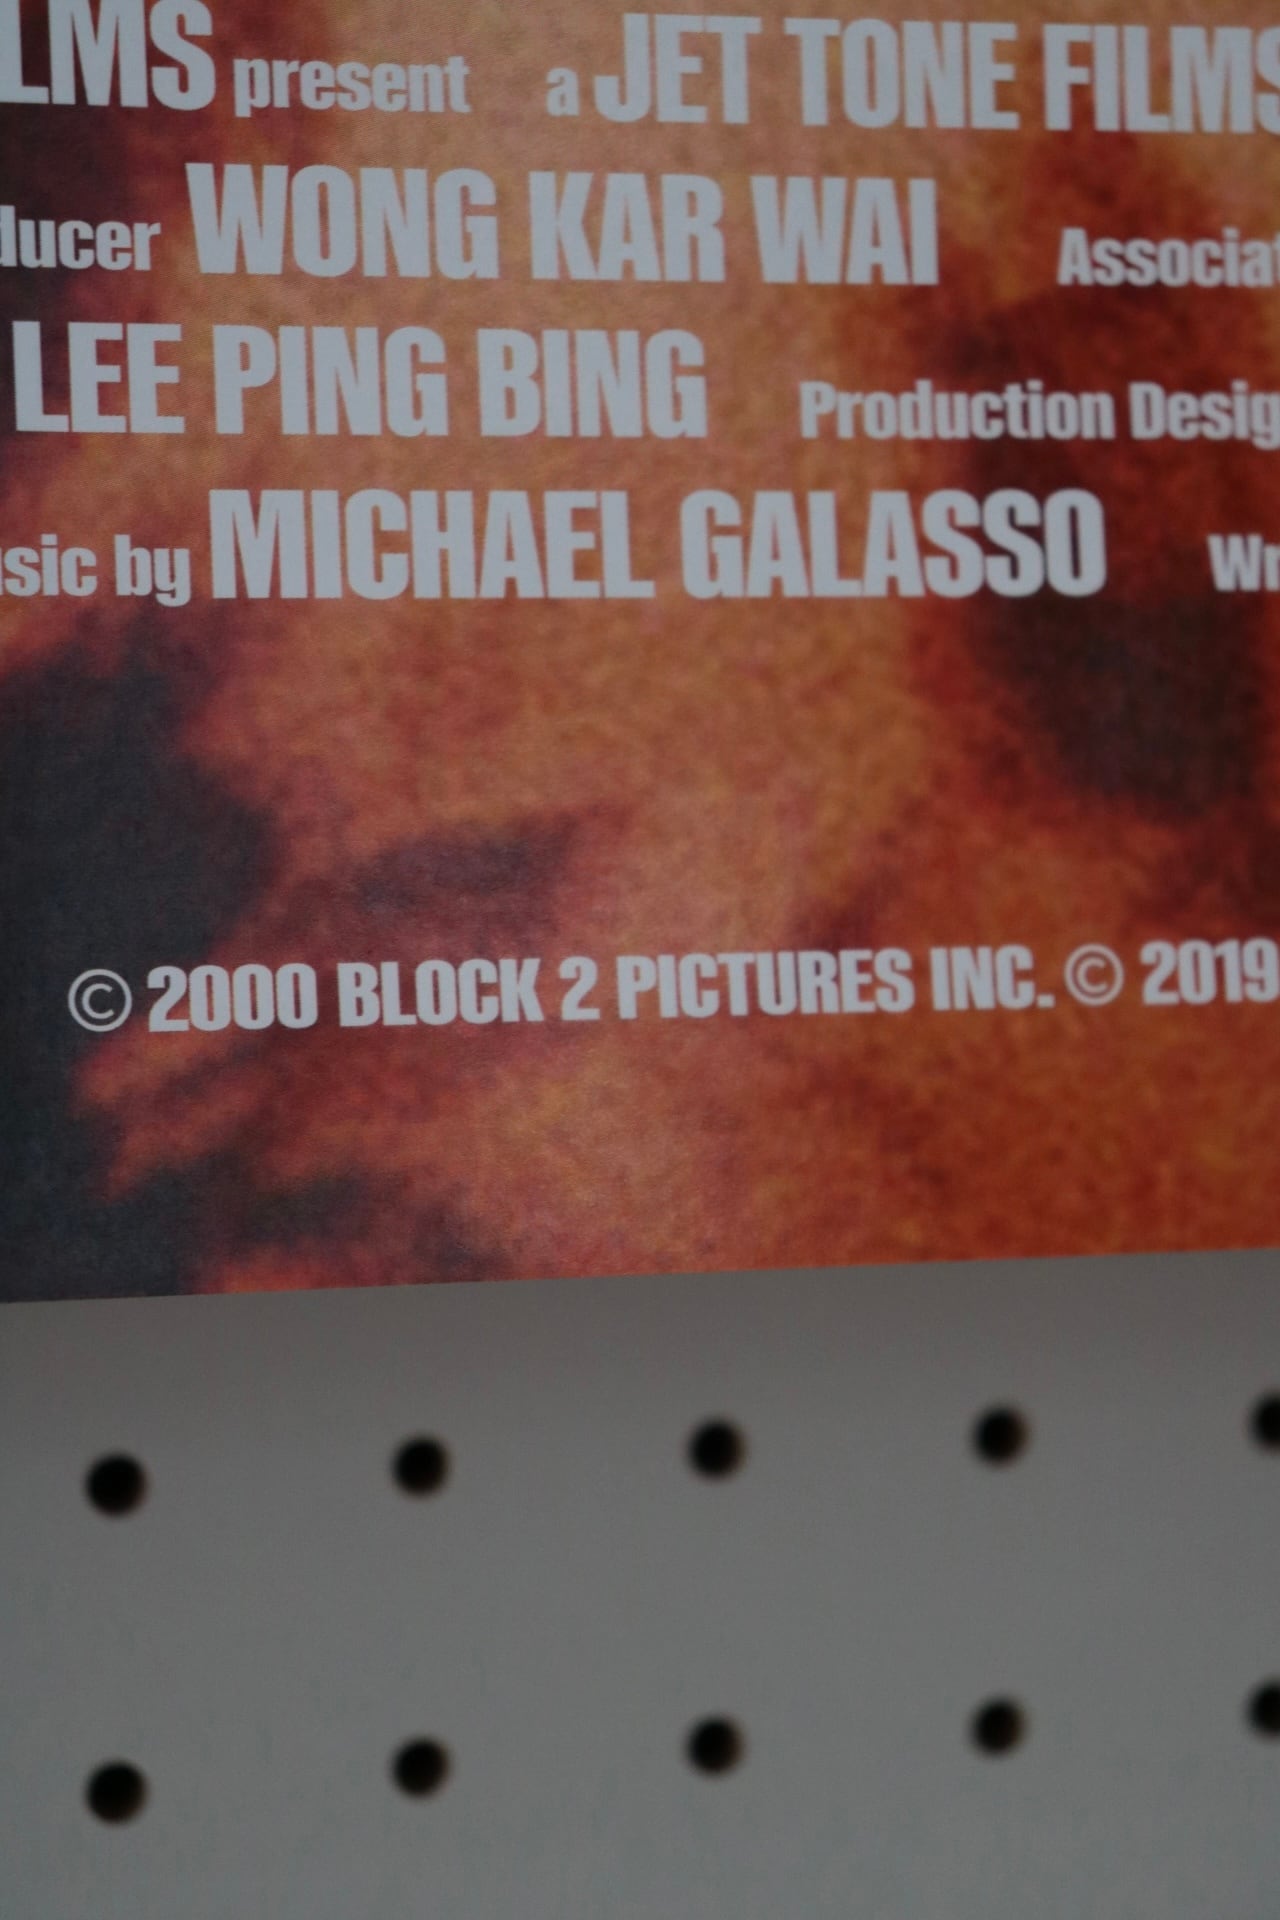 LMS present a JET TONE FILMS
ducer WONG KAR WAI Associat
LEE PING BING Production Desig
usic by MICHAEL GALASSO Wr
© 2000 BLOCK 2 PICTURES INC. © 2019